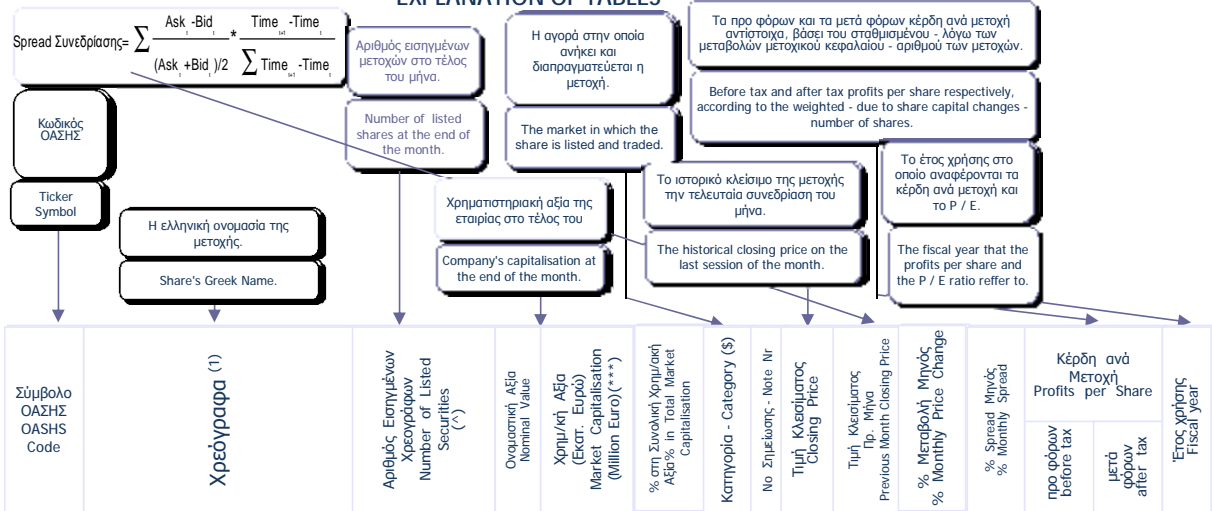 EXPLANATION OF TABLES
Spread Συνεδρίασης= ∑ Ask t -Bid t / (Ask t +Bid t )/2 * Time t+1 -Time t / ∑ Time t+1 -Time t
Αριθμός εισηγμένων
μετοχών στο τέλος
του μήνα.
Number of listed
shares at the end of
the month.
Η αγορά στην οποία
ανήκει και
διαπραγματεύεται η
μετοχή.
The market in which the
share is listed and traded.
Τα προ φόρων και τα μετά φόρων κέρδη ανά μετοχή
αντίστοιχα, βάσει του σταθμισμένου - λόγω των
μεταβολών μετοχικού κεφαλαίου - αριθμού των μετοχών.
Before tax and after tax profits per share respectively,
according to the weighted - due to share capital changes -
number of shares.
Κωδικός
ΟΑΣΗΣ
Ticker
Symbol
Η ελληνική ονομασία της
μετοχής.
Share's Greek Name.
Χρηματιστηριακή αξία της
εταιρίας στο τέλος του
Company's capitalisation at
the end of the month.
Το ιστορικό κλείσιμο της μετοχής
την τελευταία συνεδρίαση του
μήνα.
The historical closing price on the
last session of the month.
Το έτος χρήσης στο
οποίο αναφέρονται τα
κέρδη ανά μετοχή και
το P / E.
The fiscal year that the
profits per share and
the P / E ratio reffer to.
Σύμβολο
ΟΑΣΗΣ
OASHS
Code
Χρεόγραφα (1)
Αριθμός Εισηγμένων
Χρεογράφων
Number of Listed
Securities
(^)
Ονομαστική Αξία
Nominal Value
Χρημ/κή Αξία
(Εκατ. Ευρώ)
Market Capitalisation
(Million Euro)(***)
% στη Συνολική Χρημ/ακή
Αξία% in Total Market
Capitalisation
Κατηγορία - Category ($)
Νο Σημείωσης - Note Nr
Τιμή Κλεισίματος
Closing Price
Τιμή Κλεισίματος
Πρ. Μήνα
Previous Month Closing Price
% Μεταβολή Μηνός
% Monthly Price Change
% Spread Μηνός
% Monthly Spread
Κέρδη ανά
Μετοχή
Profits per Share
προ φόρων
before tax
μετά
φόρων
after tax
Έτος χρήσης
Fiscal year